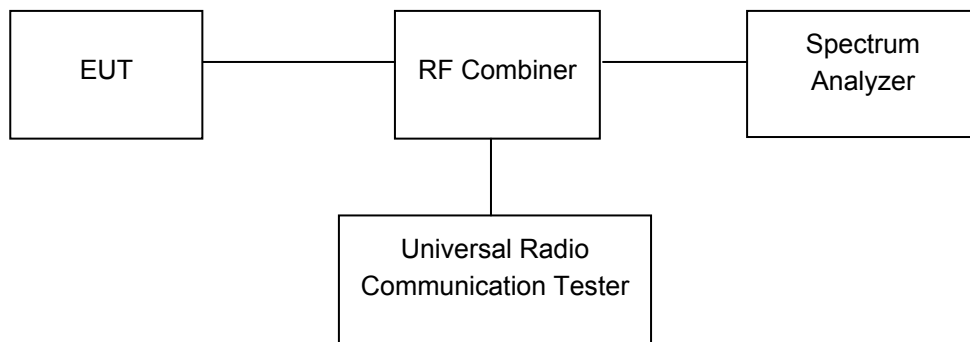 EUT
RF Combiner
Spectrum
Analyzer
Universal Radio
Communication Tester